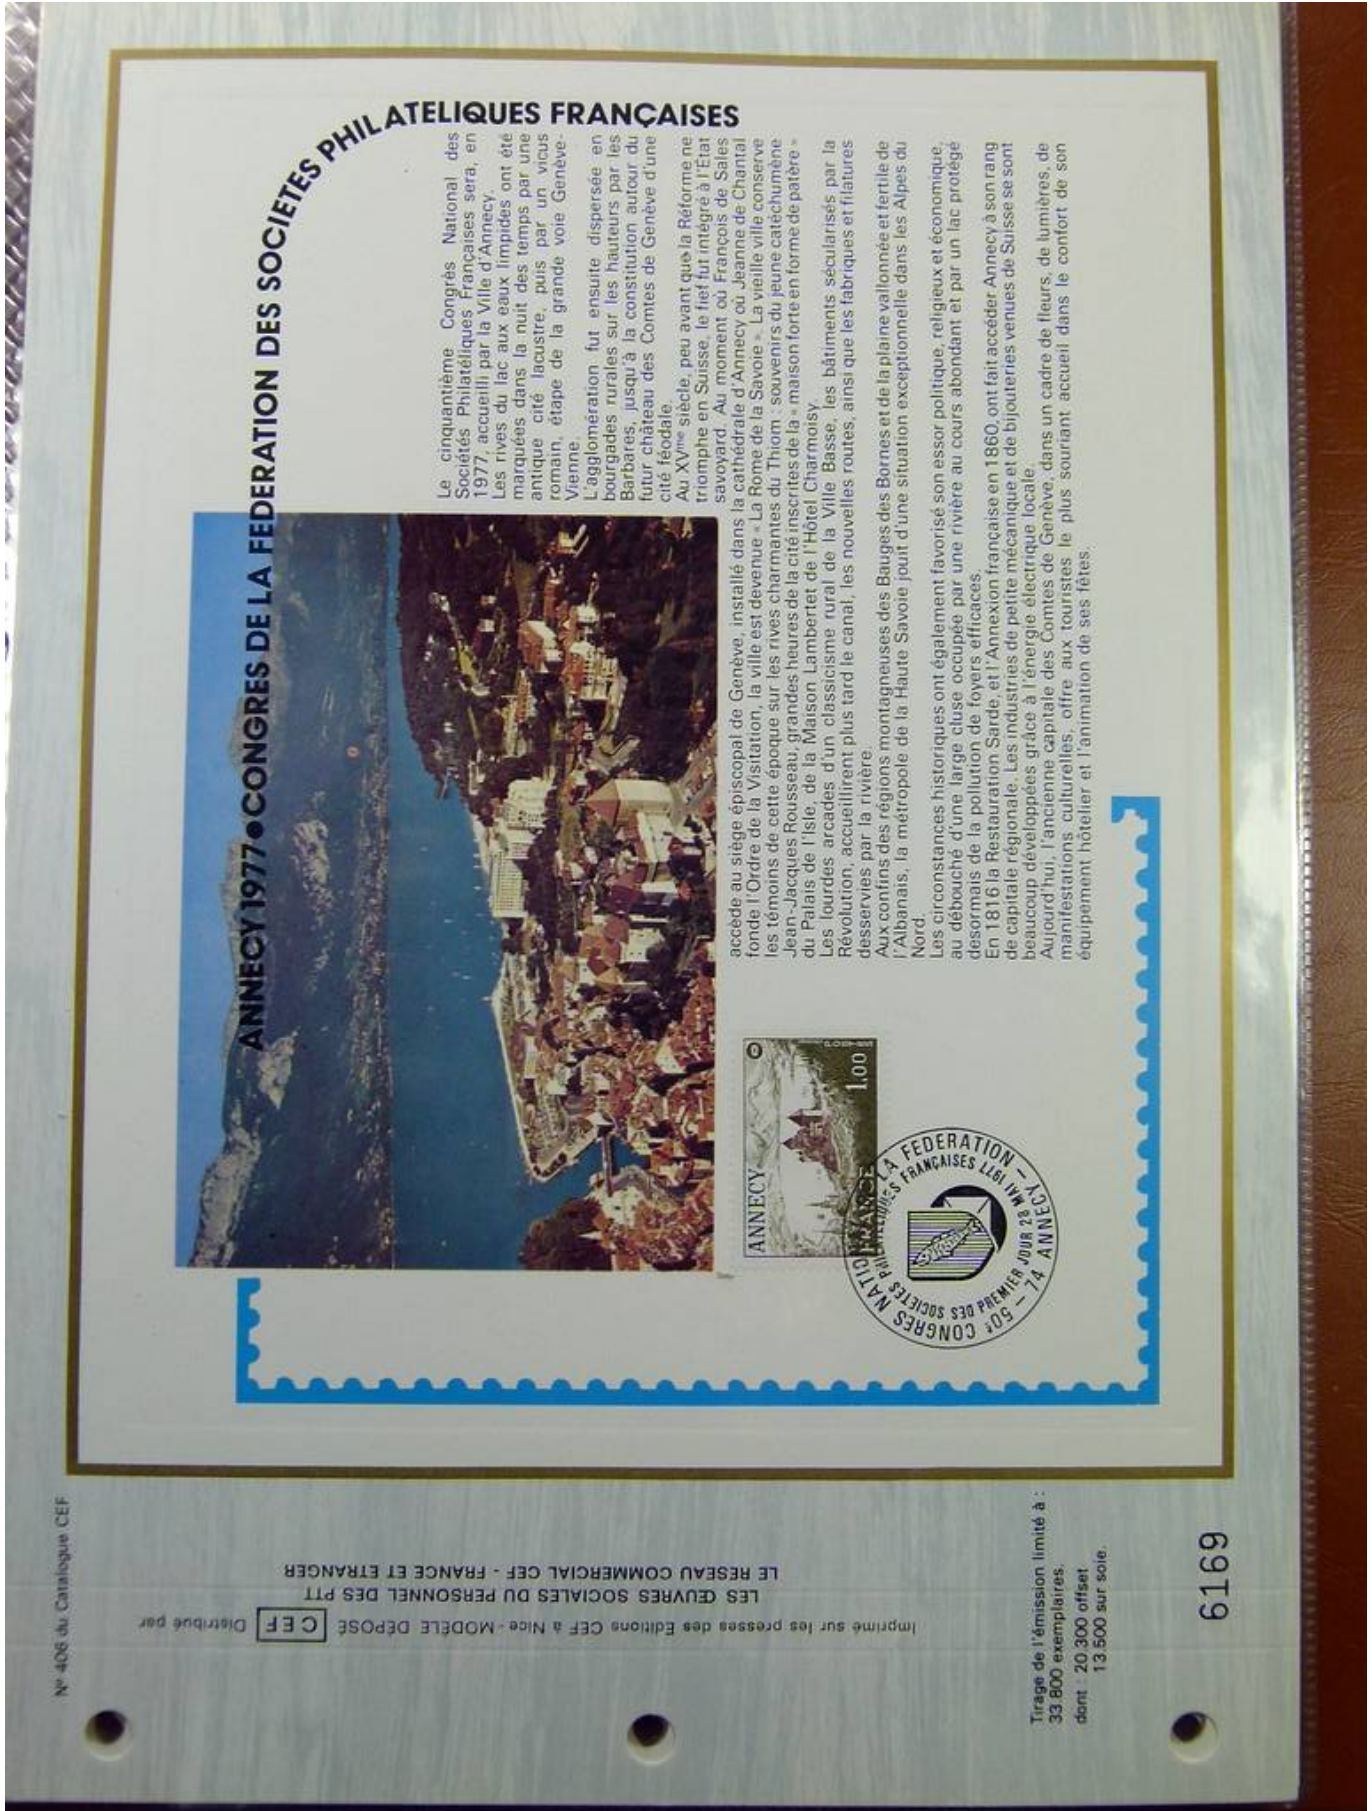 ANNECY 1977 ● CONGRES DE LA FEDERATION DES SOCIETES PHILATELIQUES FRANÇAISES
Le cinquantième Congrès National des
Sociétés Philatéliques Françaises sera, en
1977, accueilli par la Ville d'Annecy.
Les rives du lac aux eaux limpides ont été
marquées dans la nuit des temps par une
antique cité lacustre, puis par un vicus
romain, étape de la grande voie Genève-
Vienne.
L'agglomération fut ensuite dispersée en
bourgades rurales sur les hauteurs par les
Barbares, jusqu'à la constitution autour du
futur château des Comtes de Genève d'une
cité féodale.
Au XVme siècle, peu avant que la Réforme ne
triomphe en Suisse, le fief fut intégré à l'État
savoyard. Au moment où François de Sales
accède au siège épiscopal de Genève, installé dans la cathédrale d'Annecy où Jeanne de Chantal
fonde l'Ordre de la Visitation, la ville est devenue « La Rome de la Savoie ». La vieille ville conserve
les témoins de cette époque sur les rives charmantes du Thiom : souvenirs du jeune catéchumène
Jean-Jacques Rousseau, grandes heures de la cité inscrites de la « maison forte en forme de patère »
du Palais de l'Isle, de la Maison Lambertet de l'Hôtel Charmoisy.
Les lourdes arcades d'un classicisme rural de la Ville Basse, les bâtiments sécularisés par la
Révolution, accueillirent plus tard le canal, les nouvelles routes, ainsi que les fabriques et filatures
desservies par la rivière.
Aux confins des régions montagneuses des Bauges des Bornes et de la plaine vallonnée et fertile de
l'Albanais, la métropole de la Haute Savoie jouit d'une situation exceptionnelle dans les Alpes du
Nord.
Les circonstances historiques ont également favorisé son essor politique, religieux et économique,
au débouché d'une large cluse occupée par une rivière au cours abondant et par un lac protégé
désormais de la pollution de foyers efficaces.
En 1816 la Restauration Sarde, et l'Annexion française en 1860, ont fait accéder Annecy à son rang
de capitale régionale. Les industries de petite mécanique et de bijouteries venues de Suisse se sont
beaucoup développées grâce à l'énergie électrique locale.
Aujourd'hui, l'ancienne capitale des Comtes de Genève, dans un cadre de fleurs, de lumières, de
manifestations culturelles, offre aux touristes le plus souriant accueil dans le confort de son
équipement hôtelier et l'animation de ses fêtes.
ANNECY
FRANCE
1.00
50e CONGRES NATIONAL DE LA FEDERATION
DES SOCIETES PHILATELIQUES FRANÇAISES
PREMIER JOUR 28 MAI 1977
– 74 ANNECY –
N° 406 du Catalogue CEF
Imprimé sur les presses des Editions CEF à Nice - MODÈLE DÉPOSÉ CEF Distribué par
LES ŒUVRES SOCIALES DU PERSONNEL DES PTT
LE RESEAU COMMERCIAL CEF - FRANCE ET ETRANGER
Tirage de l'émission limité à :
33.800 exemplaires.
dont : 20.300 offset
13.500 sur soie.
6169